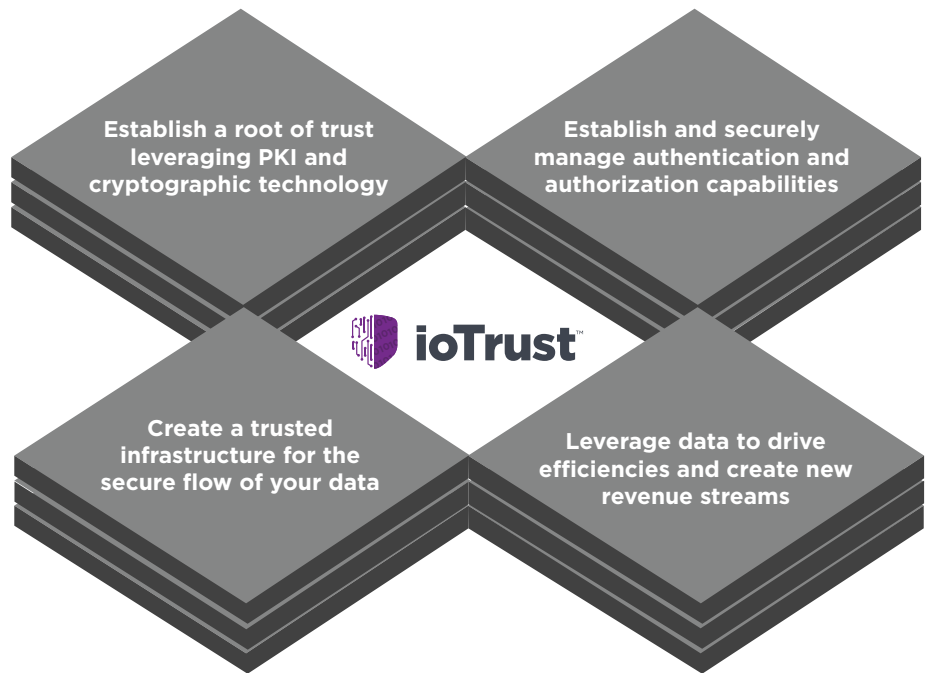 Establish a root of trust
leveraging PKI and
cryptographic technology
Establish and securely
manage authentication and
authorization capabilities
ioTrust™
Create a trusted
infrastructure for the
secure flow of your data
Leverage data to drive
efficiencies and create new
revenue streams